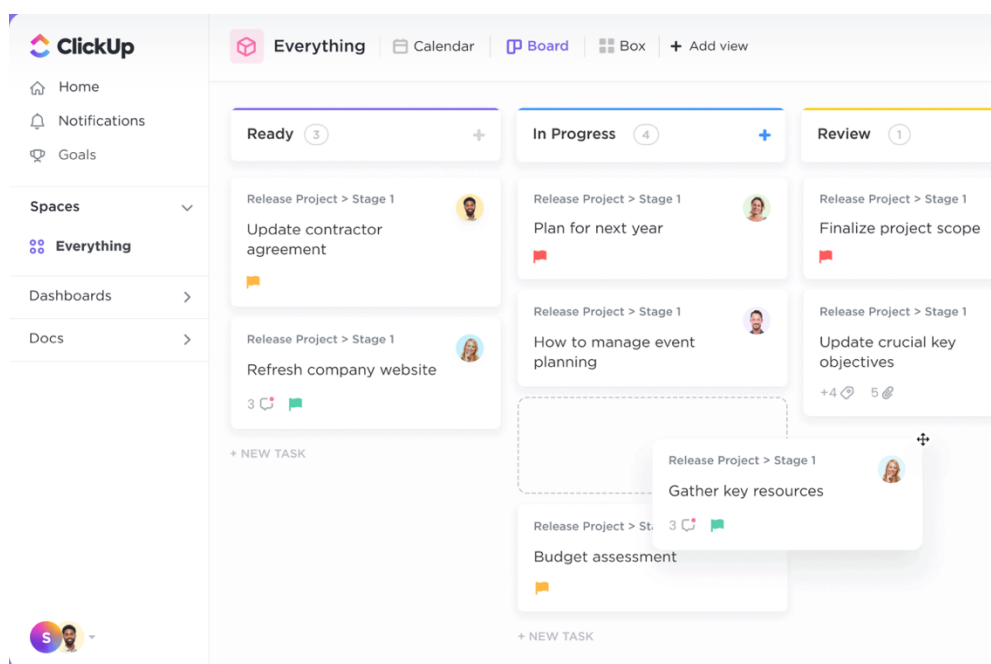 ClickUp
Home
Notifications
Goals
Spaces
Everything
Dashboards
Docs
S
Everything
Calendar
Board
Box
+ Add view
Ready 3 +
Release Project > Stage 1
Update contractor
agreement
Release Project > Stage 1
Refresh company website
3
+ NEW TASK
In Progress 4 +
Release Project > Stage 1
Plan for next year
Release Project > Stage 1
How to manage event
planning
Release Project > Stage 1
Gather key resources
3
Release Project > Sta
Budget assessment
+ NEW TASK
Review 1
Release Project > Stage 1
Finalize project scope
Release Project > Stage 1
Update crucial key
objectives
+4 5